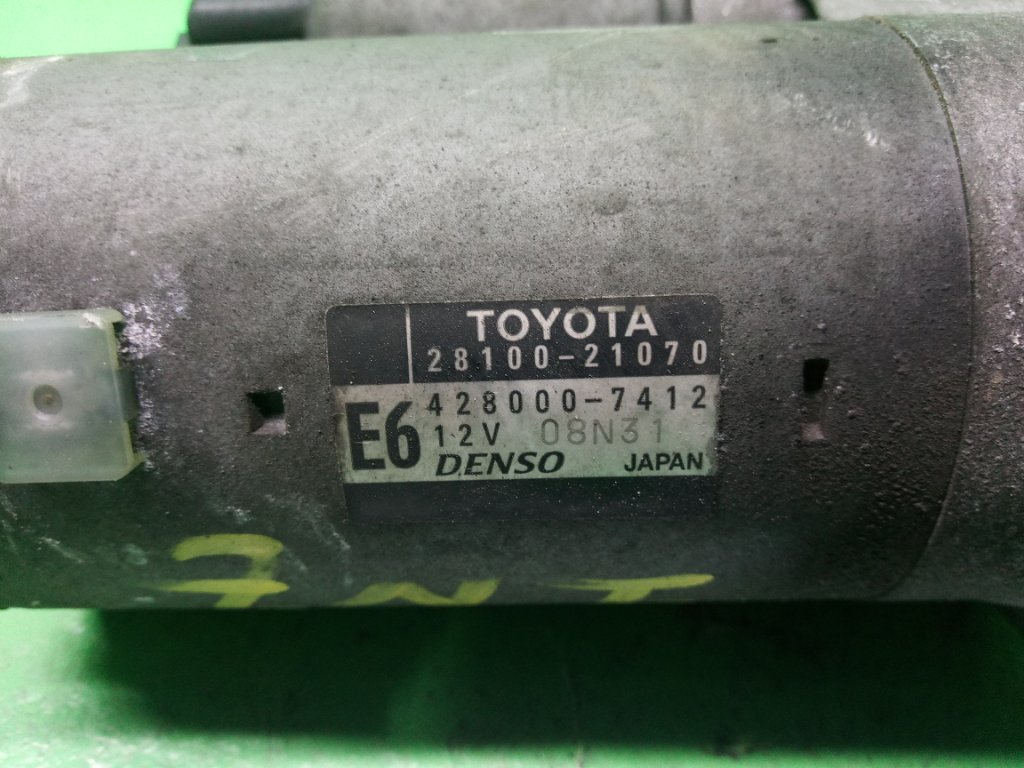 TOYOTA
28100-21070
E6
428000-7412
12V 08N31
DENSO JAPAN